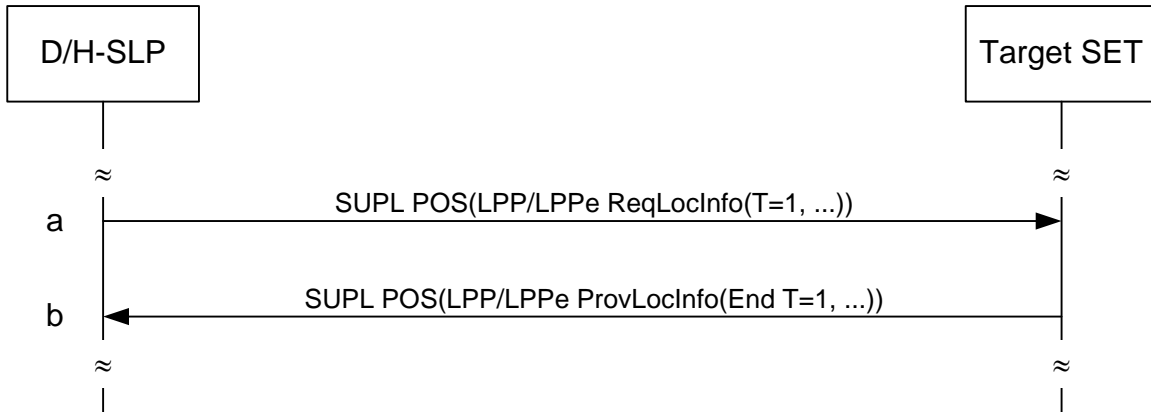 D/H-SLP
Target SET
≈ ≈
a SUPL POS(LPP/LPPe ReqLocInfo(T=1, ...))
b SUPL POS(LPP/LPPe ProvLocInfo(End T=1, ...))
≈ ≈